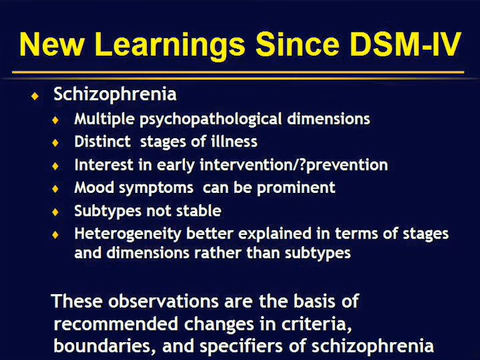 New Learnings Since DSM-IV
Schizophrenia
Multiple psychopathological dimensions
Distinct stages of illness
Interest in early intervention/?prevention
Mood symptoms can be prominent
Subtypes not stable
Heterogeneity better explained in terms of stages
and dimensions rather than subtypes
These observations are the basis of
recommended changes in criteria,
boundaries, and specifiers of schizophrenia